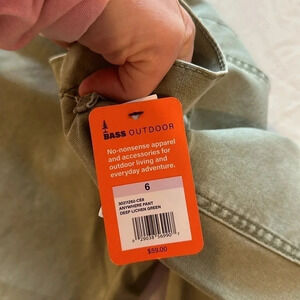 BASS OUTDOOR
No-nonsense apparel
and accessories for
outdoor living and
everyday adventure.
6
ANYWHERE PANT
DEEP LICHEN GREEN
$59.00